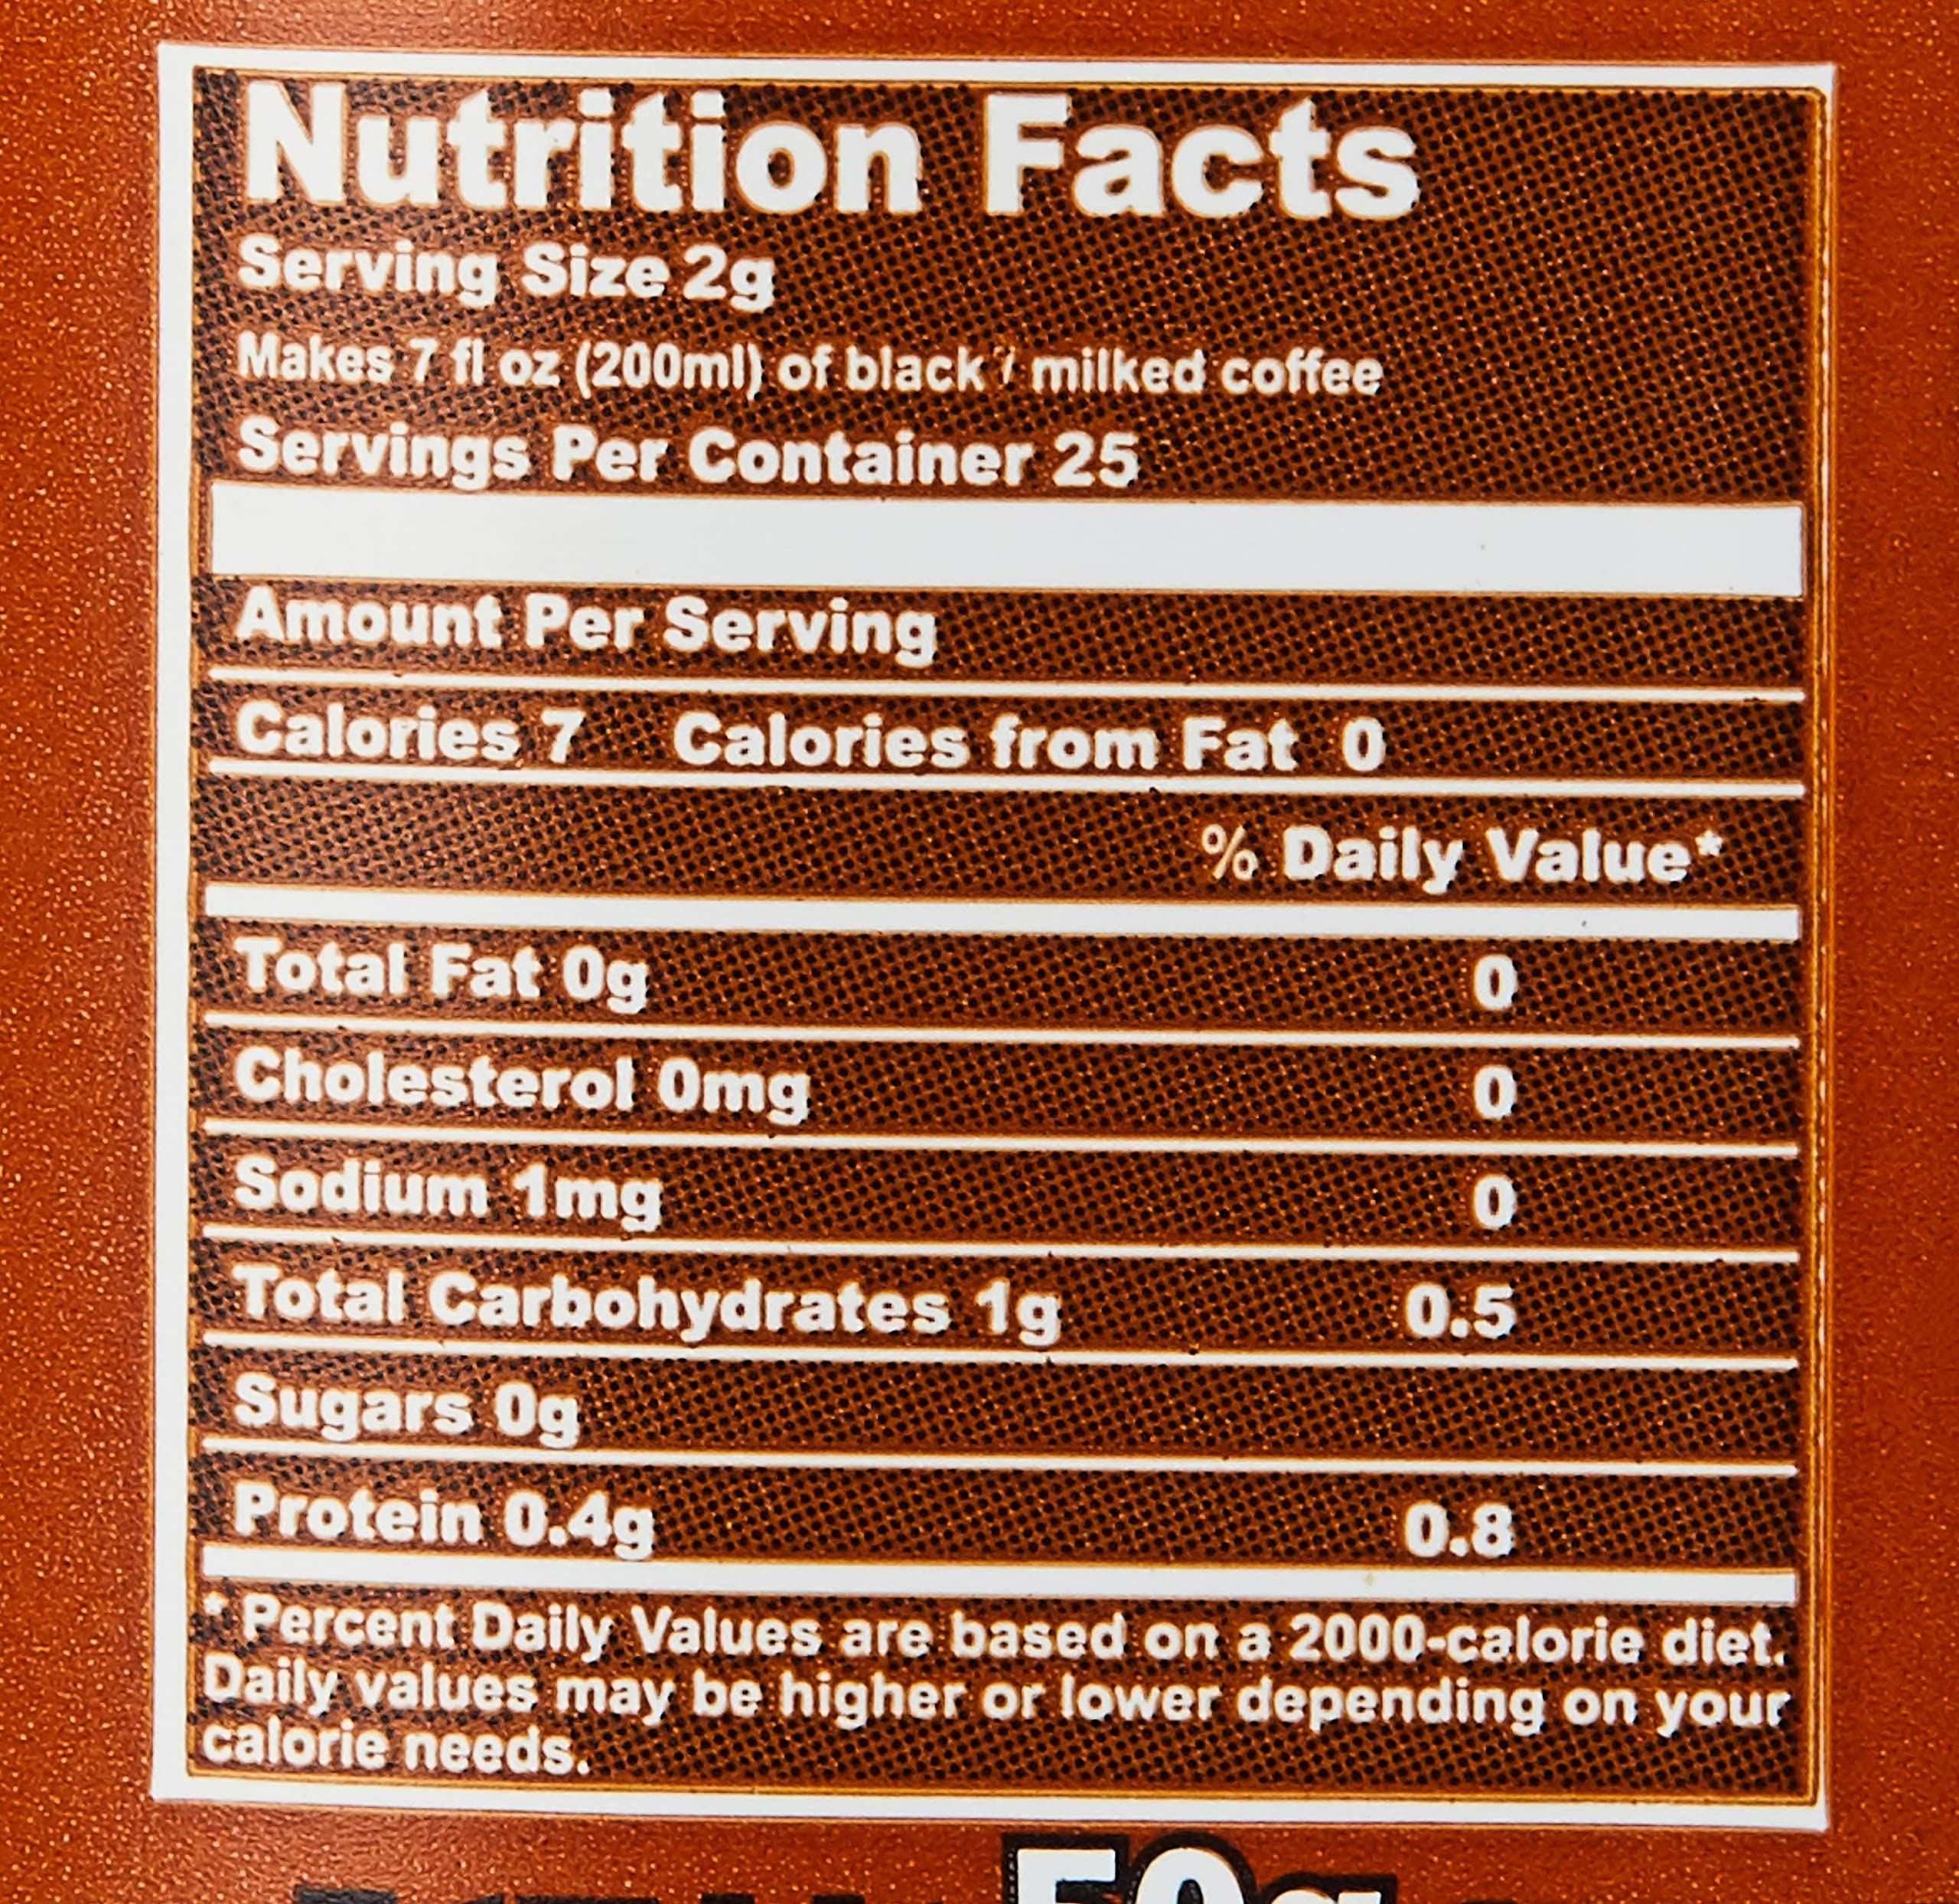 Nutrition Facts
Serving Size 2g
Makes 7 fl oz (200ml) of black / milked coffee
Servings Per Container 25
Amount Per Serving
Calories 7 Calories from Fat 0
% Daily Value*
Total Fat 0g 0
Cholesterol 0mg 0
Sodium 1mg 0
Total Carbohydrates 1g 0.5
Sugars 0g
Protein 0.4g 0.8
* Percent Daily Values are based on a 2000-calorie diet.
Daily values may be higher or lower depending on your
calorie needs.
50g